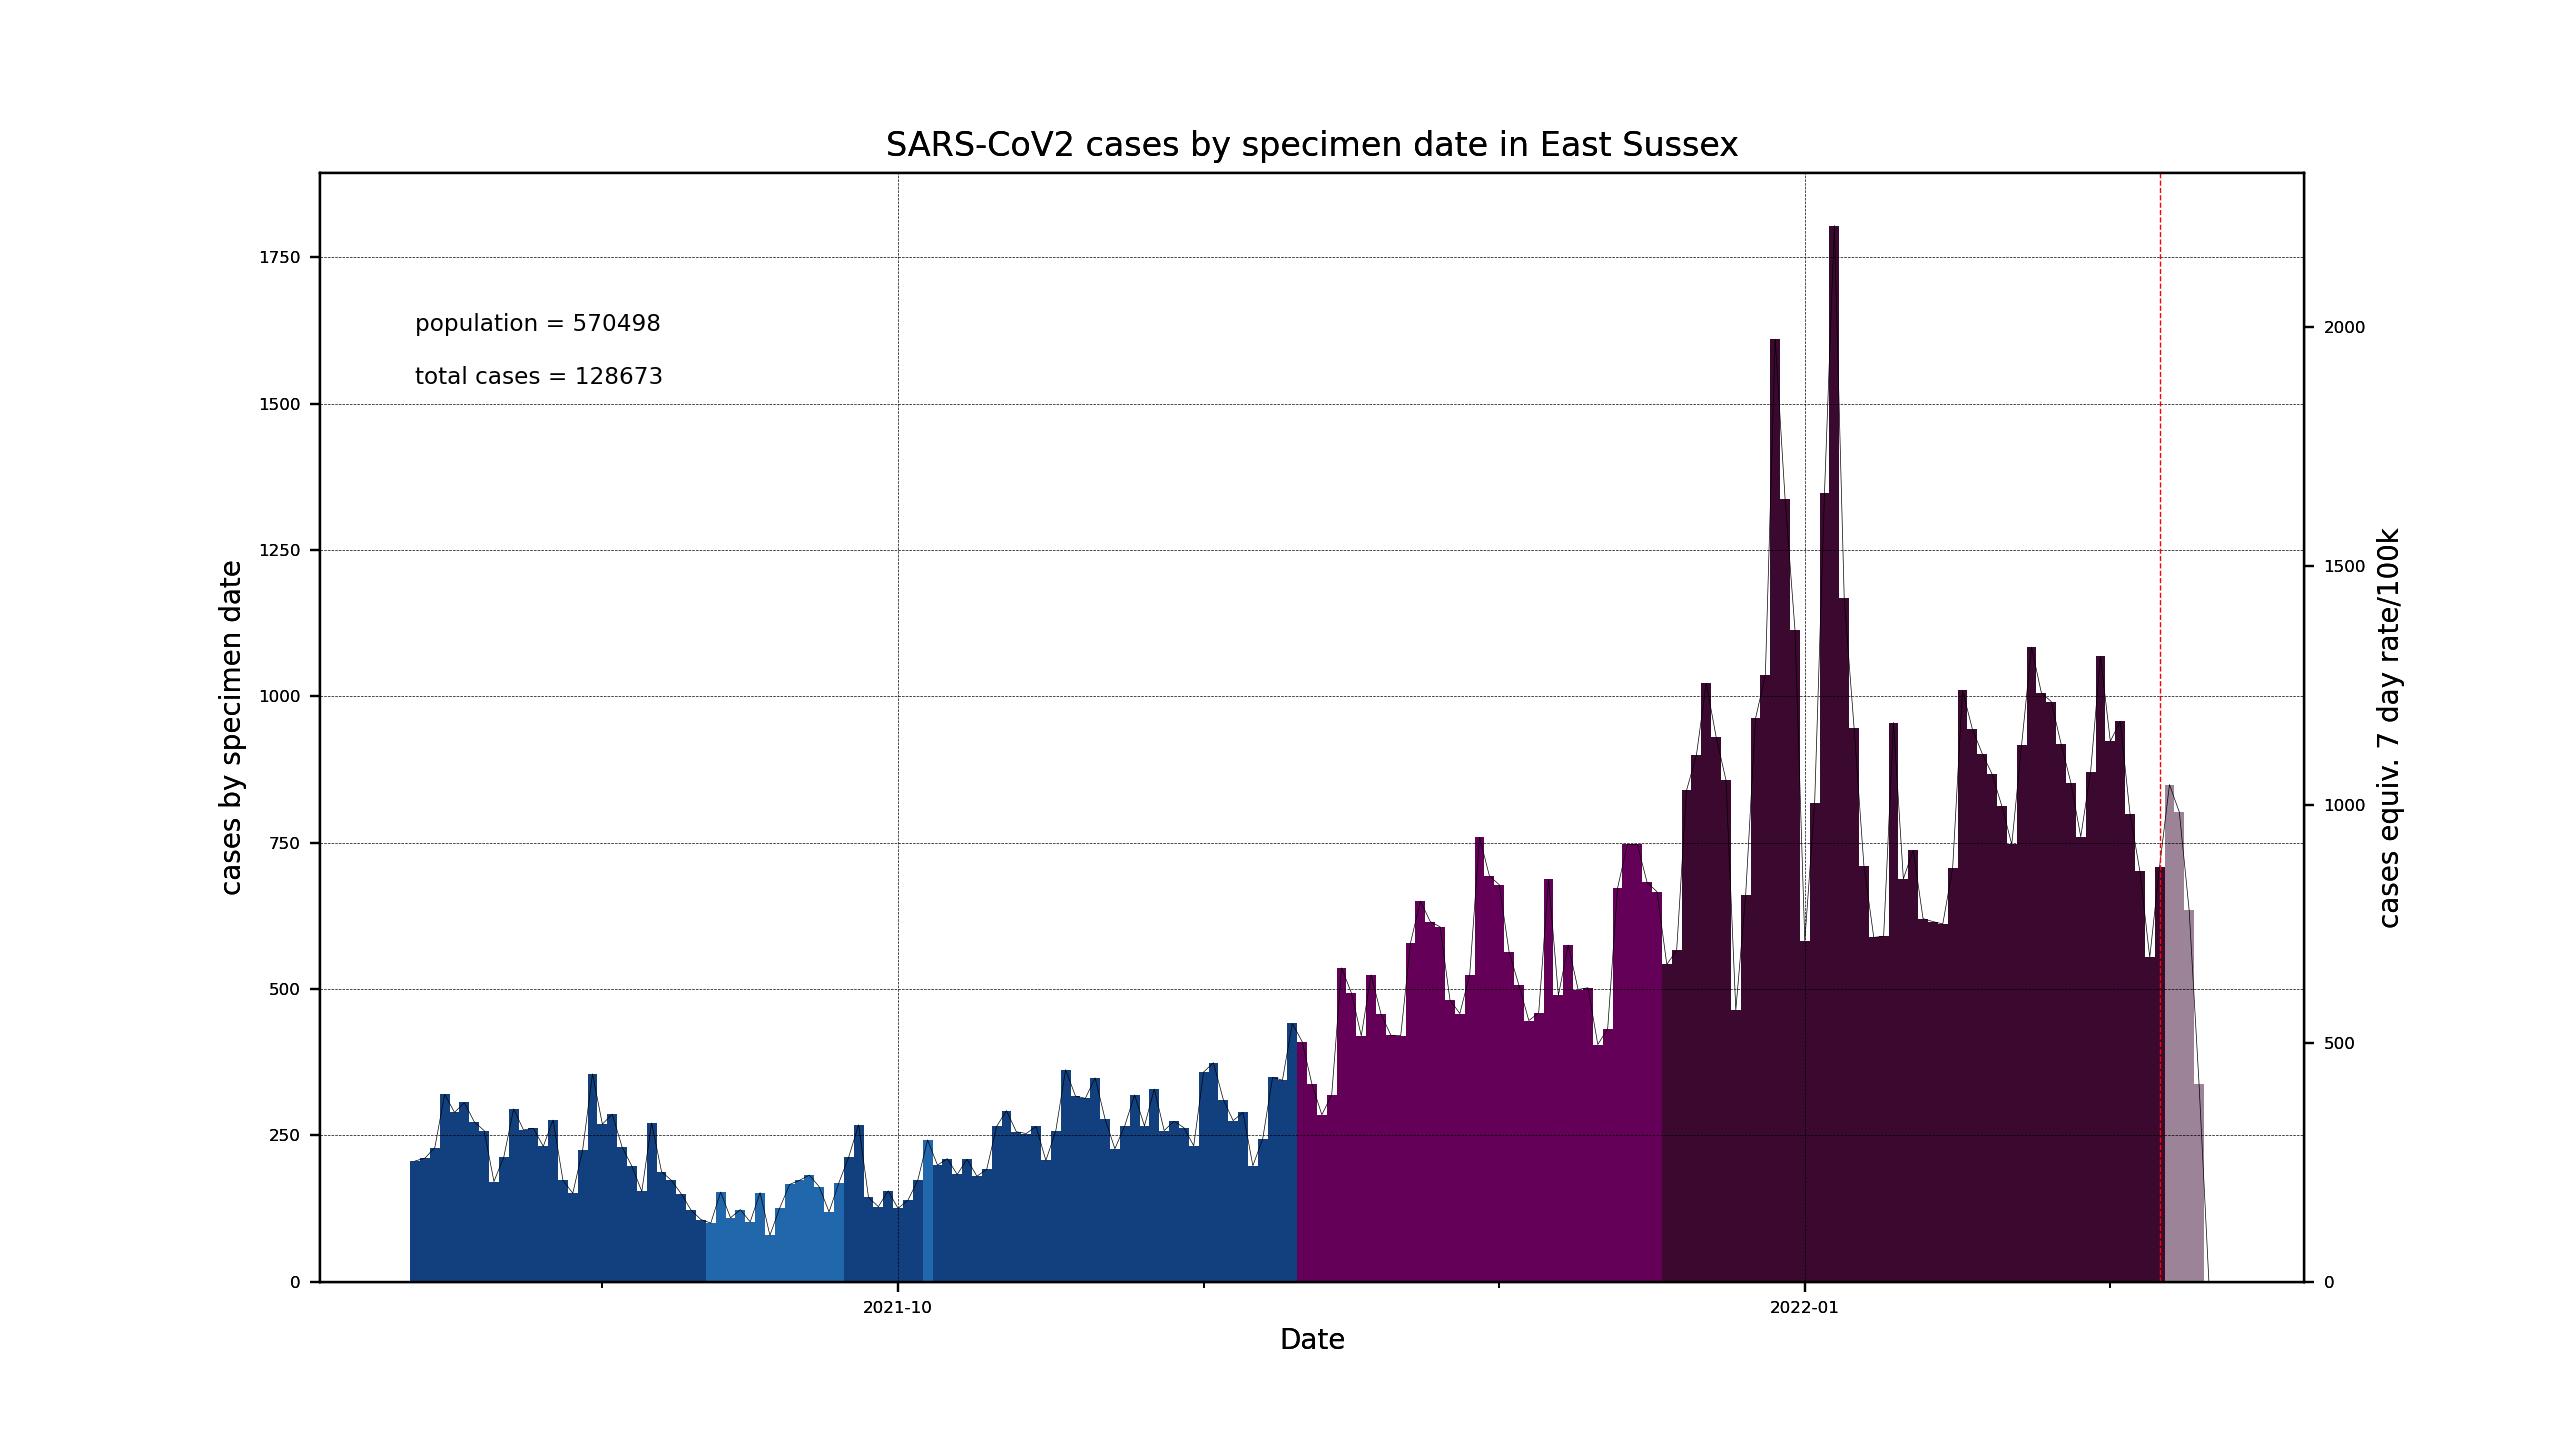 SARS-CoV2 cases by specimen date in East Sussex
population = 570498
total cases = 128673
cases by specimen date
1750
1500
1250
1000
750
500
250
0
2000
1500
1000
500
0
cases equiv. 7 day rate/100k
2021-10
2022-01
Date